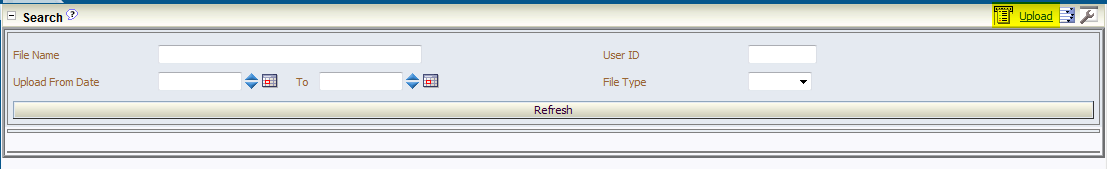 Search ? Upload
File Name User ID
Upload From Date To File Type
Refresh